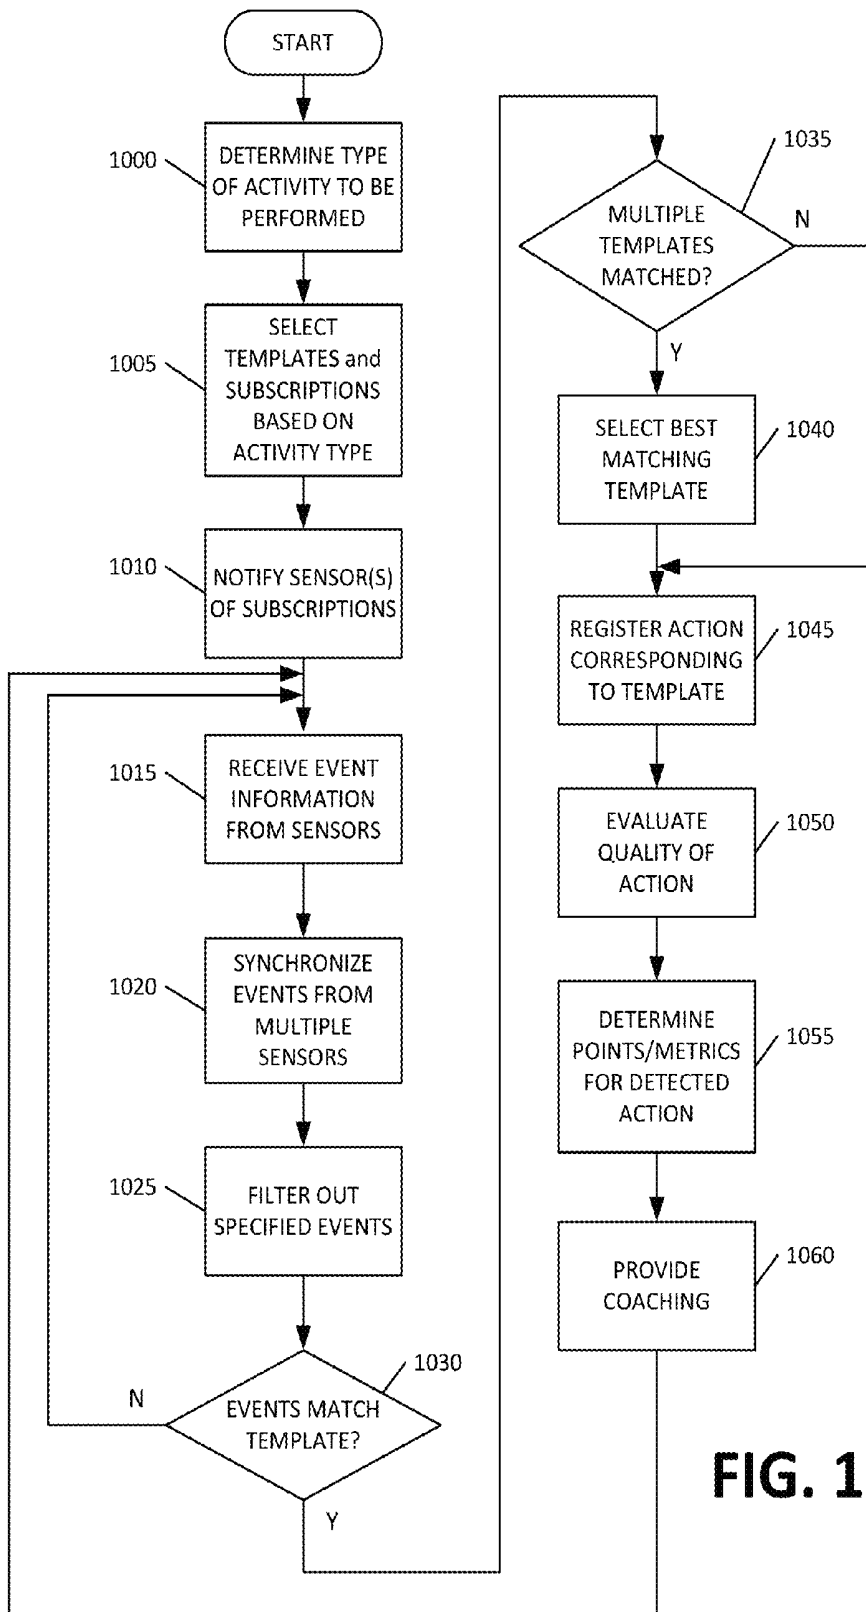 START
1000
DETERMINE TYPE
OF ACTIVITY TO BE
PERFORMED
1005
SELECT
TEMPLATES and
SUBSCRIPTIONS
BASED ON
ACTIVITY TYPE
1010
NOTIFY SENSOR(S)
OF SUBSCRIPTIONS
1015
RECEIVE EVENT
INFORMATION
FROM SENSORS
1020
SYNCHRONIZE
EVENTS FROM
MULTIPLE
SENSORS
1025
FILTER OUT
SPECIFIED EVENTS
1030
EVENTS MATCH
TEMPLATE?
N
Y
1035
MULTIPLE
TEMPLATES
MATCHED?
N
Y
1040
SELECT BEST
MATCHING
TEMPLATE
1045
REGISTER ACTION
CORRESPONDING
TO TEMPLATE
1050
EVALUATE
QUALITY OF
ACTION
1055
DETERMINE
POINTS/METRICS
FOR DETECTED
ACTION
1060
PROVIDE
COACHING
FIG. 1